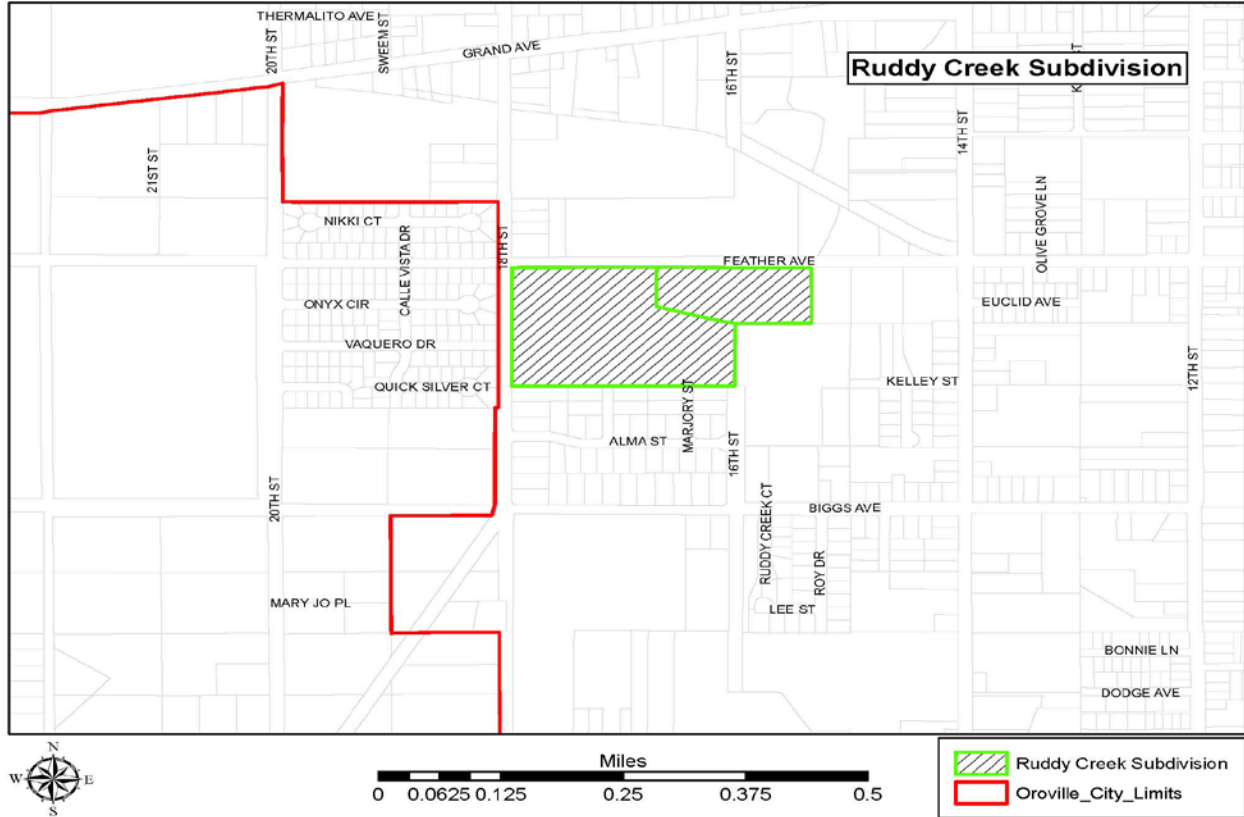 THERMALITO AVE
20TH ST
SWEEM ST
GRAND AVE
16TH ST
Ruddy Creek Subdivision
14TH ST
21ST ST
NIKKI CT
CALLE VISTA DR
18TH ST
FEATHER AVE
OLIVE GROVE LN
ONYX CIR
EUCLID AVE
VAQUERO DR
QUICK SILVER CT
KELLEY ST
12TH ST
MARJORY ST
ALMA ST
16TH ST
20TH ST
BIGGS AVE
RUDDY CREEK CT
ROY DR
MARY JO PL
LEE ST
BONNIE LN
DODGE AVE
N
W E
S
Miles
0 0.0625 0.125 0.25 0.375 0.5
Ruddy Creek Subdivision
Oroville_City_Limits